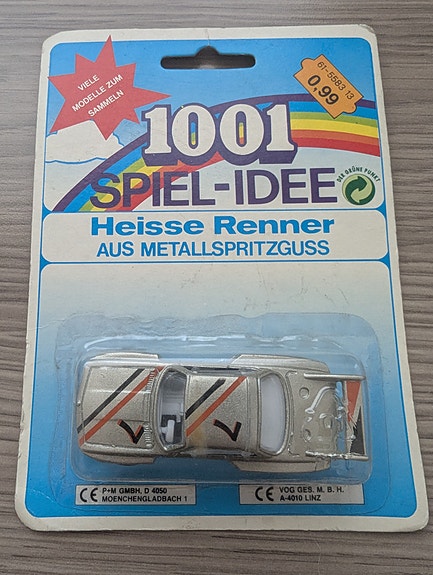 VIELE
MODELLE ZUM
SAMMELN
61-5583 13
0,99
1001
SPIEL-IDEE
DER GRÜNE PUNKT
Heisse Renner
AUS METALLSPRITZGUSS
7
7
CE P+M GMBH, D 4050
MOENCHENGLADBACH 1
CE VOG GES. M. B. H.
A-4010 LINZ